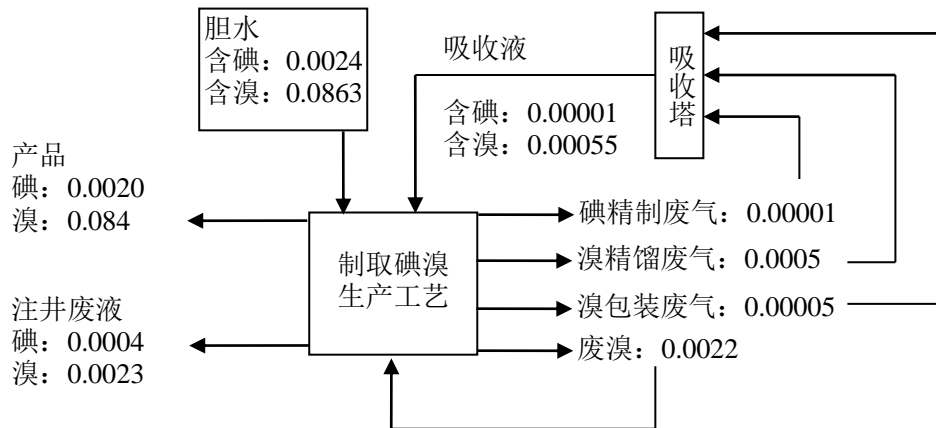 胆水
含碘：0.0024
含溴：0.0863
吸收液
含碘：0.00001
含溴：0.00055
吸收塔
产品
碘：0.0020
溴：0.084
制取碘溴
生产工艺
碘精制废气：0.00001
溴精馏废气：0.0005
溴包装废气：0.00005
废溴：0.0022
注井废液
碘：0.0004
溴：0.0023